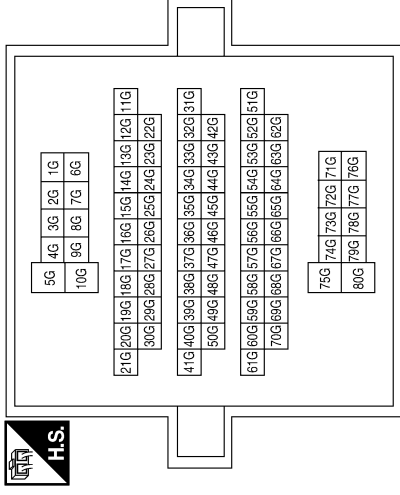 H.S.
5G 4G 3G 2G 1G
10G 9G 8G 7G 6G
21G 20G 19G 18G 17G 16G 15G 14G 13G 12G 11G
30G 29G 28G 27G 26G 25G 24G 23G 22G
41G 40G 39G 38G 37G 36G 35G 34G 33G 32G 31G
50G 49G 48G 47G 46G 45G 44G 43G 42G
61G 60G 59G 58G 57G 56G 55G 54G 53G 52G 51G
70G 69G 68G 67G 66G 65G 64G 63G 62G
75G 74G 73G 72G 71G
80G 79G 78G 77G 76G